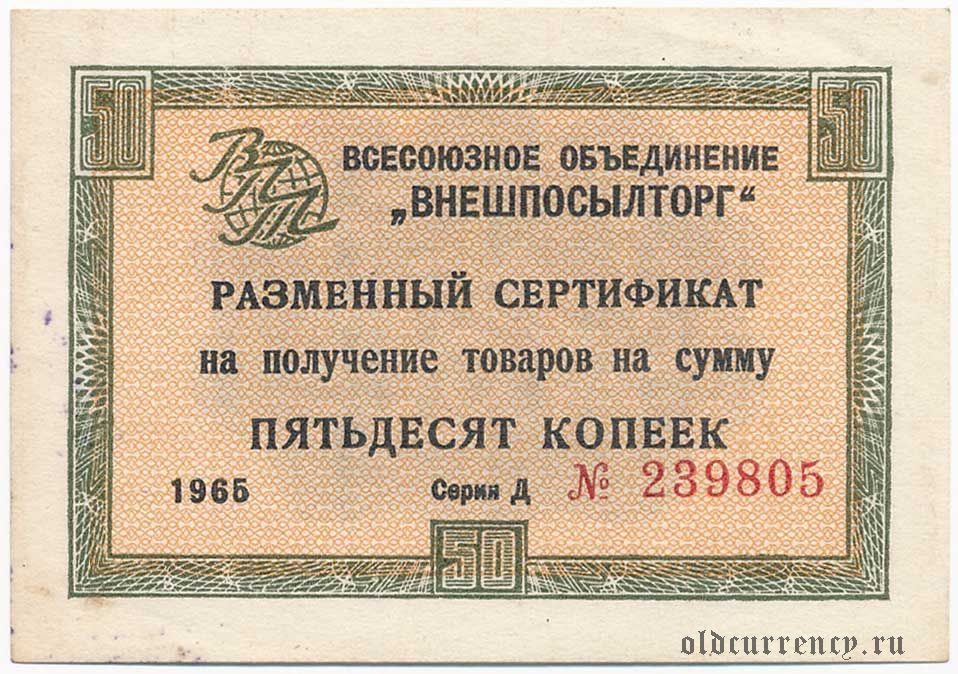 50 50
ВПТ
ВСЕСОЮЗНОЕ ОБЪЕДИНЕНИЕ
„ВНЕШПОСЫЛТОРГ“
РАЗМЕННЫЙ СЕРТИФИКАТ
на получение товаров на сумму
ПЯТЬДЕСЯТ КОПЕЕК
1965 Серия Д № 239805
50
oldcurrency.ru